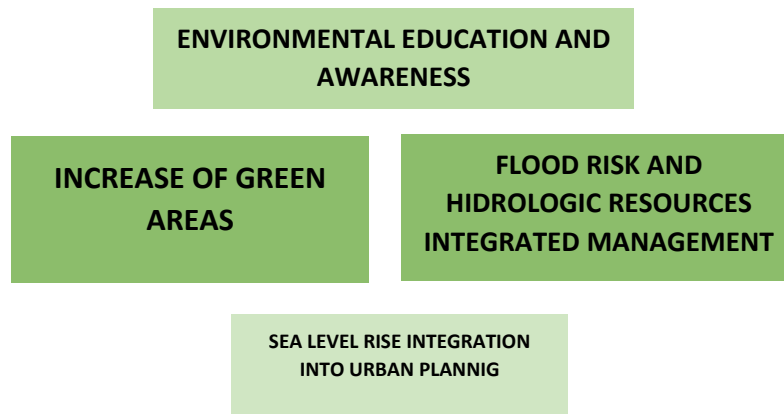 ENVIRONMENTAL EDUCATION AND
AWARENESS
INCREASE OF GREEN
AREAS
FLOOD RISK AND
HIDROLOGIC RESOURCES
INTEGRATED MANAGEMENT
SEA LEVEL RISE INTEGRATION
INTO URBAN PLANNIG